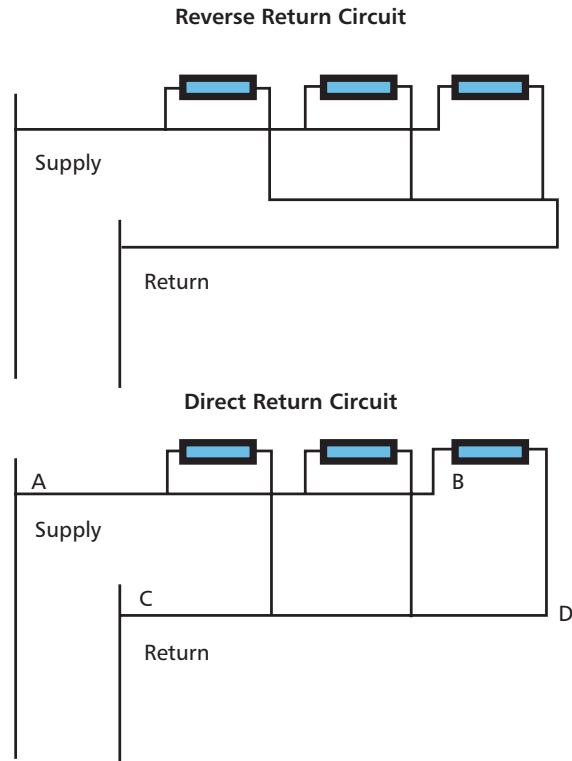 Reverse Return Circuit
Supply
Return
Direct Return Circuit
A
B
Supply
C
D
Return